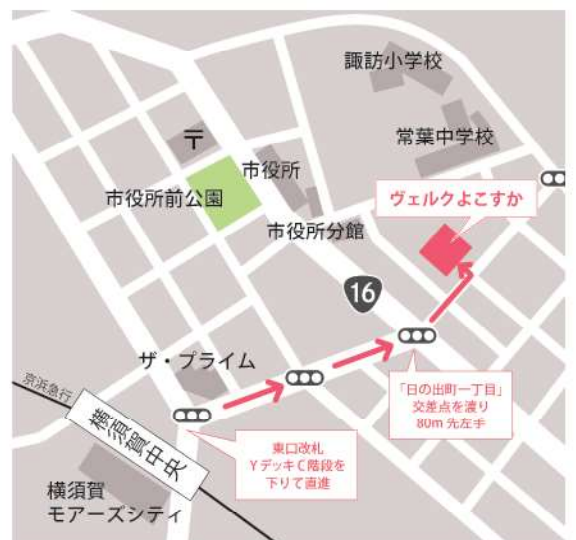 諏訪小学校
常葉中学校
〒
市役所
市役所前公園
ヴェルクよこすか
市役所分館
16
ザ・プライム
京浜急行
横須賀中央
「日の出町一丁目」
交差点を渡り
80m 先左手
東口改札
YデッキC階段を
下りて直進
横須賀
モアーズシティ